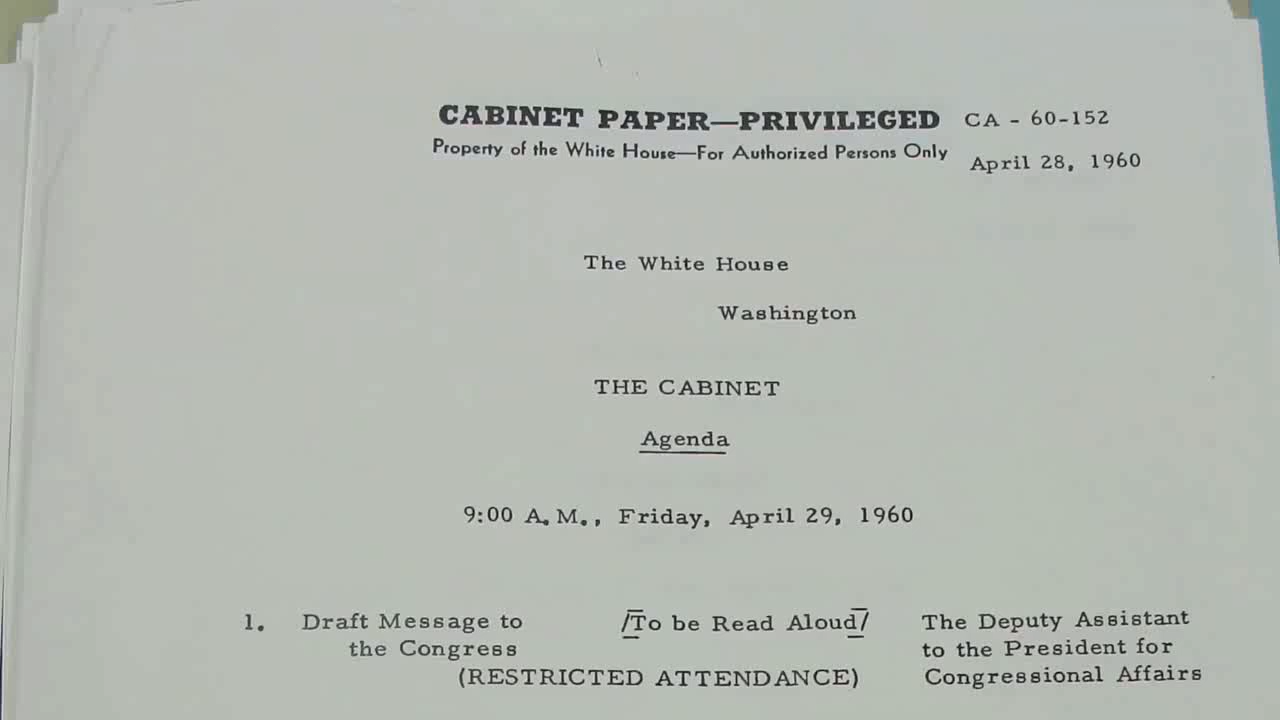 CABINET PAPER—PRIVILEGED CA - 60-152
Property of the White House—For Authorized Persons Only
April 28, 1960
The White House
Washington
THE CABINET
Agenda
9:00 A.M., Friday, April 29, 1960
1. Draft Message to /To be Read Aloud/ The Deputy Assistant
the Congress to the President for
(RESTRICTED ATTENDANCE) Congressional Affairs